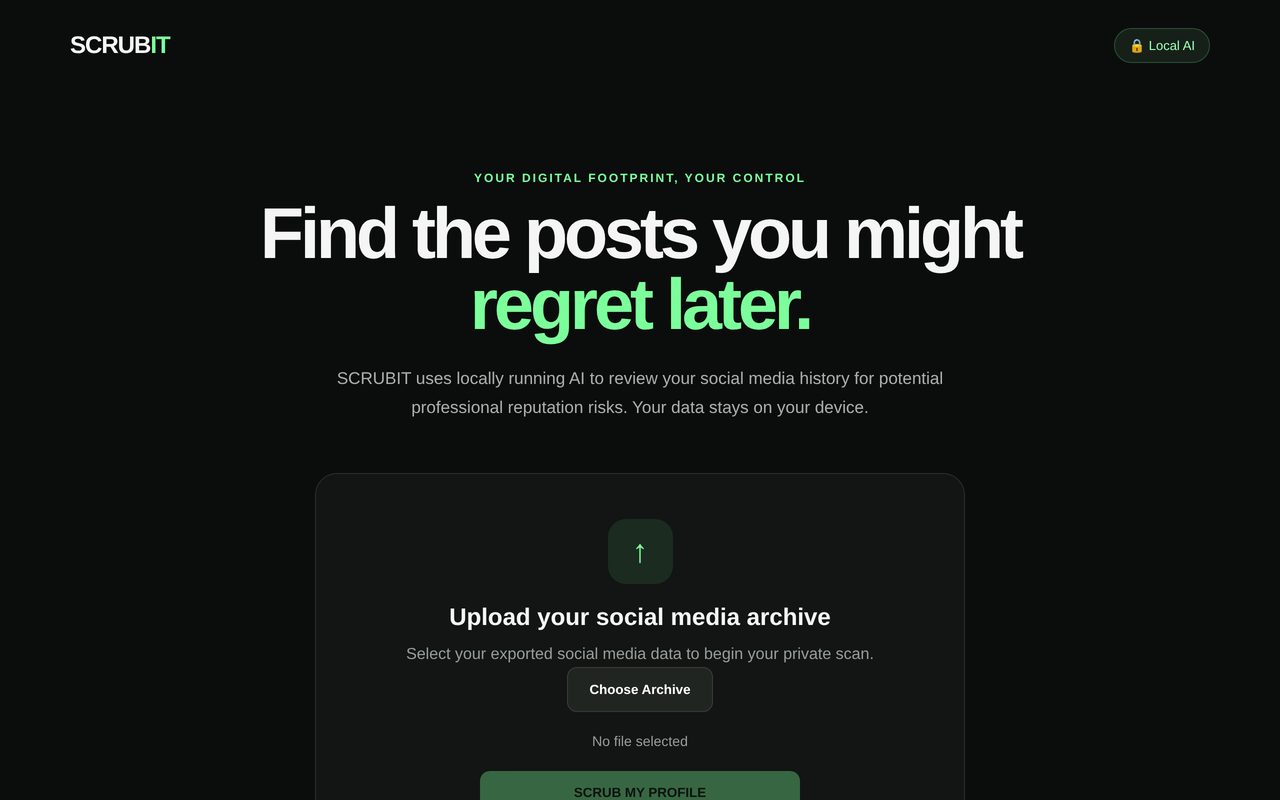 SCRUBIT
🔒 Local AI
YOUR DIGITAL FOOTPRINT, YOUR CONTROL
Find the posts you might
regret later.
SCRUBIT uses locally running AI to review your social media history for potential
professional reputation risks. Your data stays on your device.
↑
Upload your social media archive
Select your exported social media data to begin your private scan.
Choose Archive
No file selected
SCRUB MY PROFILE